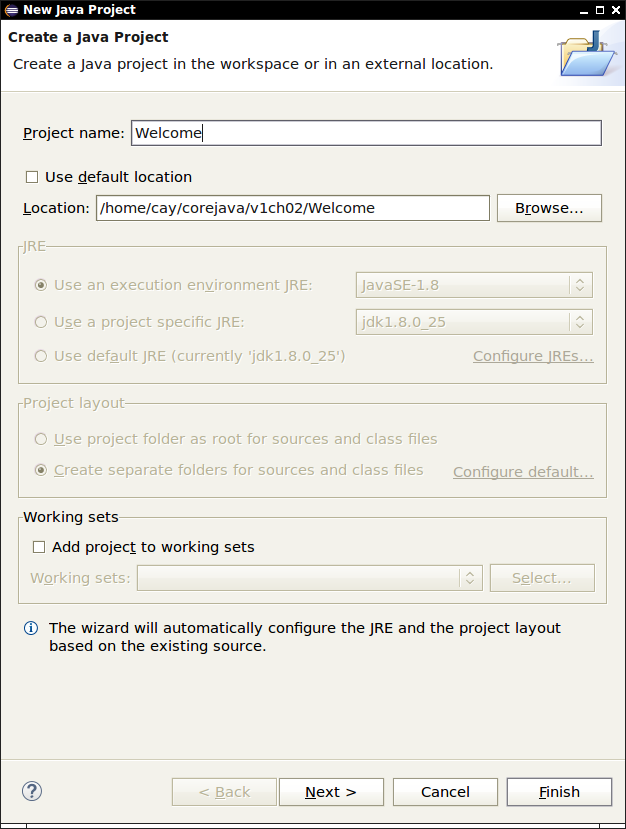 New Java Project
Create a Java Project
Create a Java project in the workspace or in an external location.
Project name: Welcome
Use default location
Location: /home/cay/corejava/v1ch02/Welcome Browse...
JRE
Use an execution environment JRE: JavaSE-1.8
Use a project specific JRE: jdk1.8.0_25
Use default JRE (currently 'jdk1.8.0_25') Configure JREs...
Project layout
Use project folder as root for sources and class files
Create separate folders for sources and class files Configure default...
Working sets
Add project to working sets
Working sets: Select...
The wizard will automatically configure the JRE and the project layout
based on the existing source.
? < Back Next > Cancel Finish